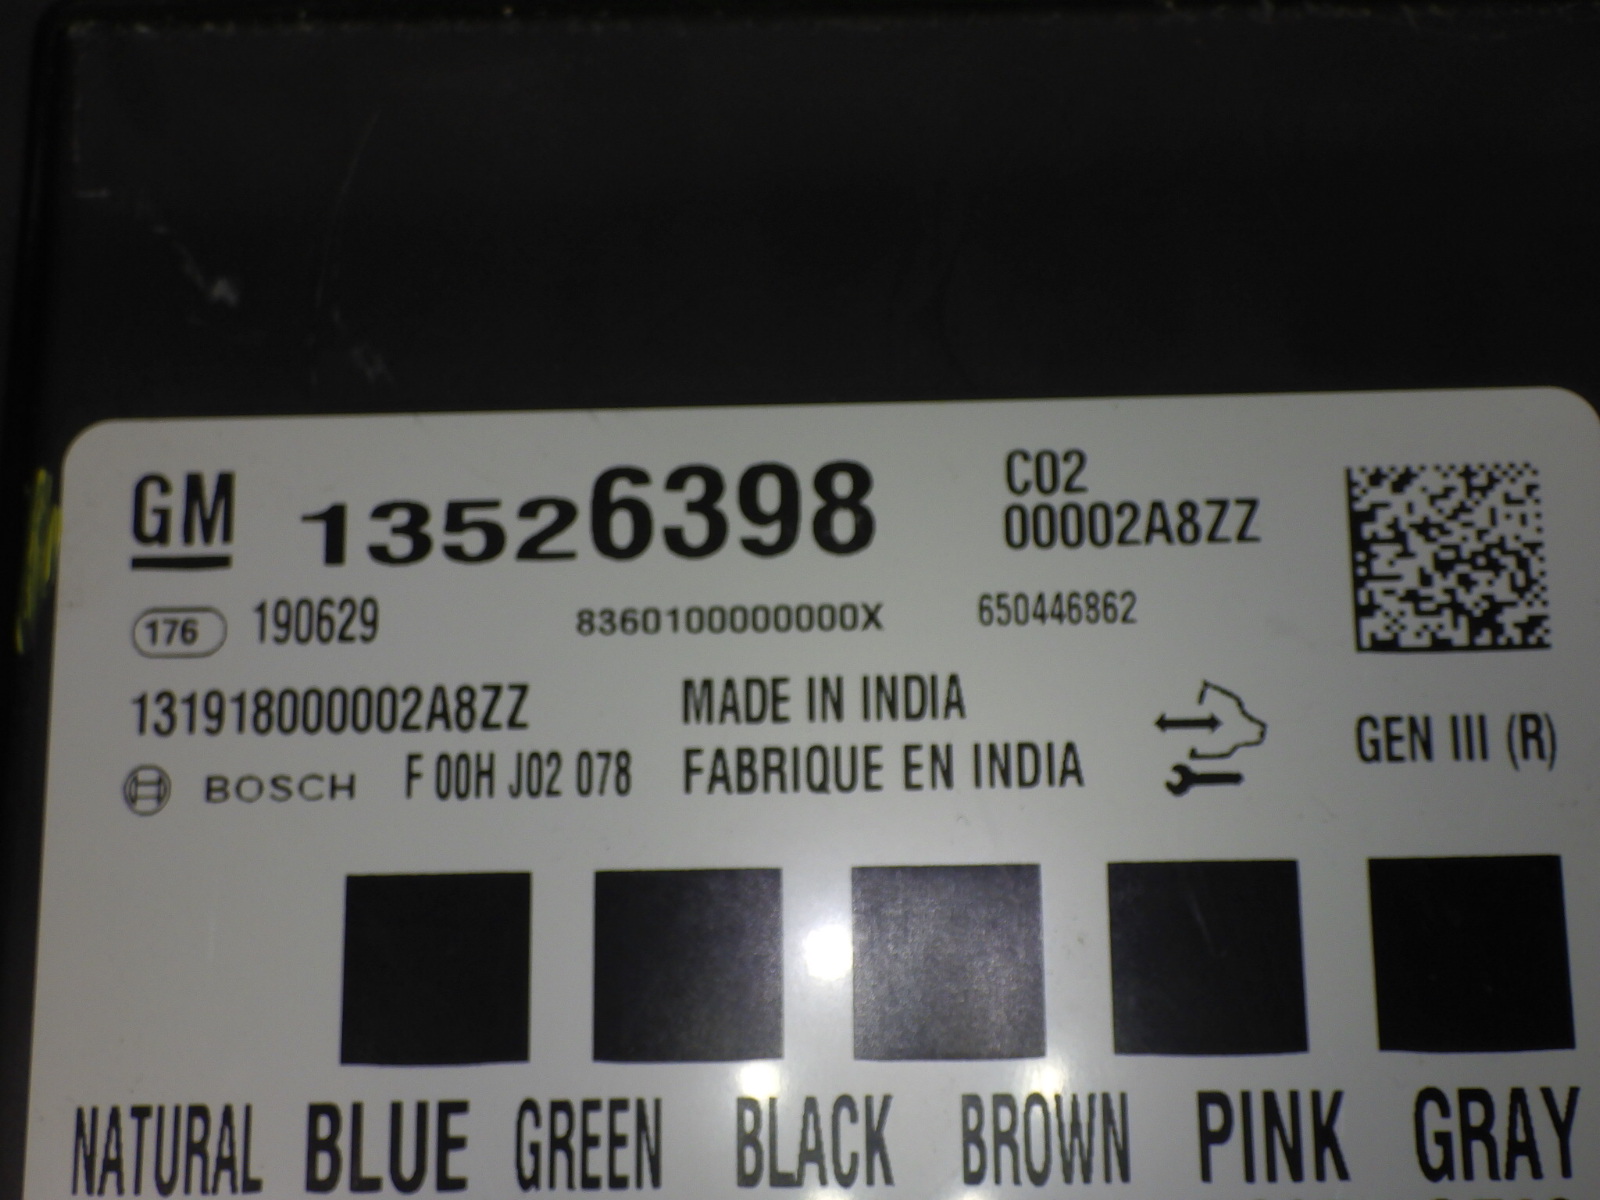 GM 13526398 C02
00002A8ZZ
176 190629 8360100000000X 650446862
131918000002A8ZZ MADE IN INDIA
BOSCH F 00H J02 078 FABRIQUE EN INDIA GEN III (R)
NATURAL BLUE GREEN BLACK BROWN PINK GRAY